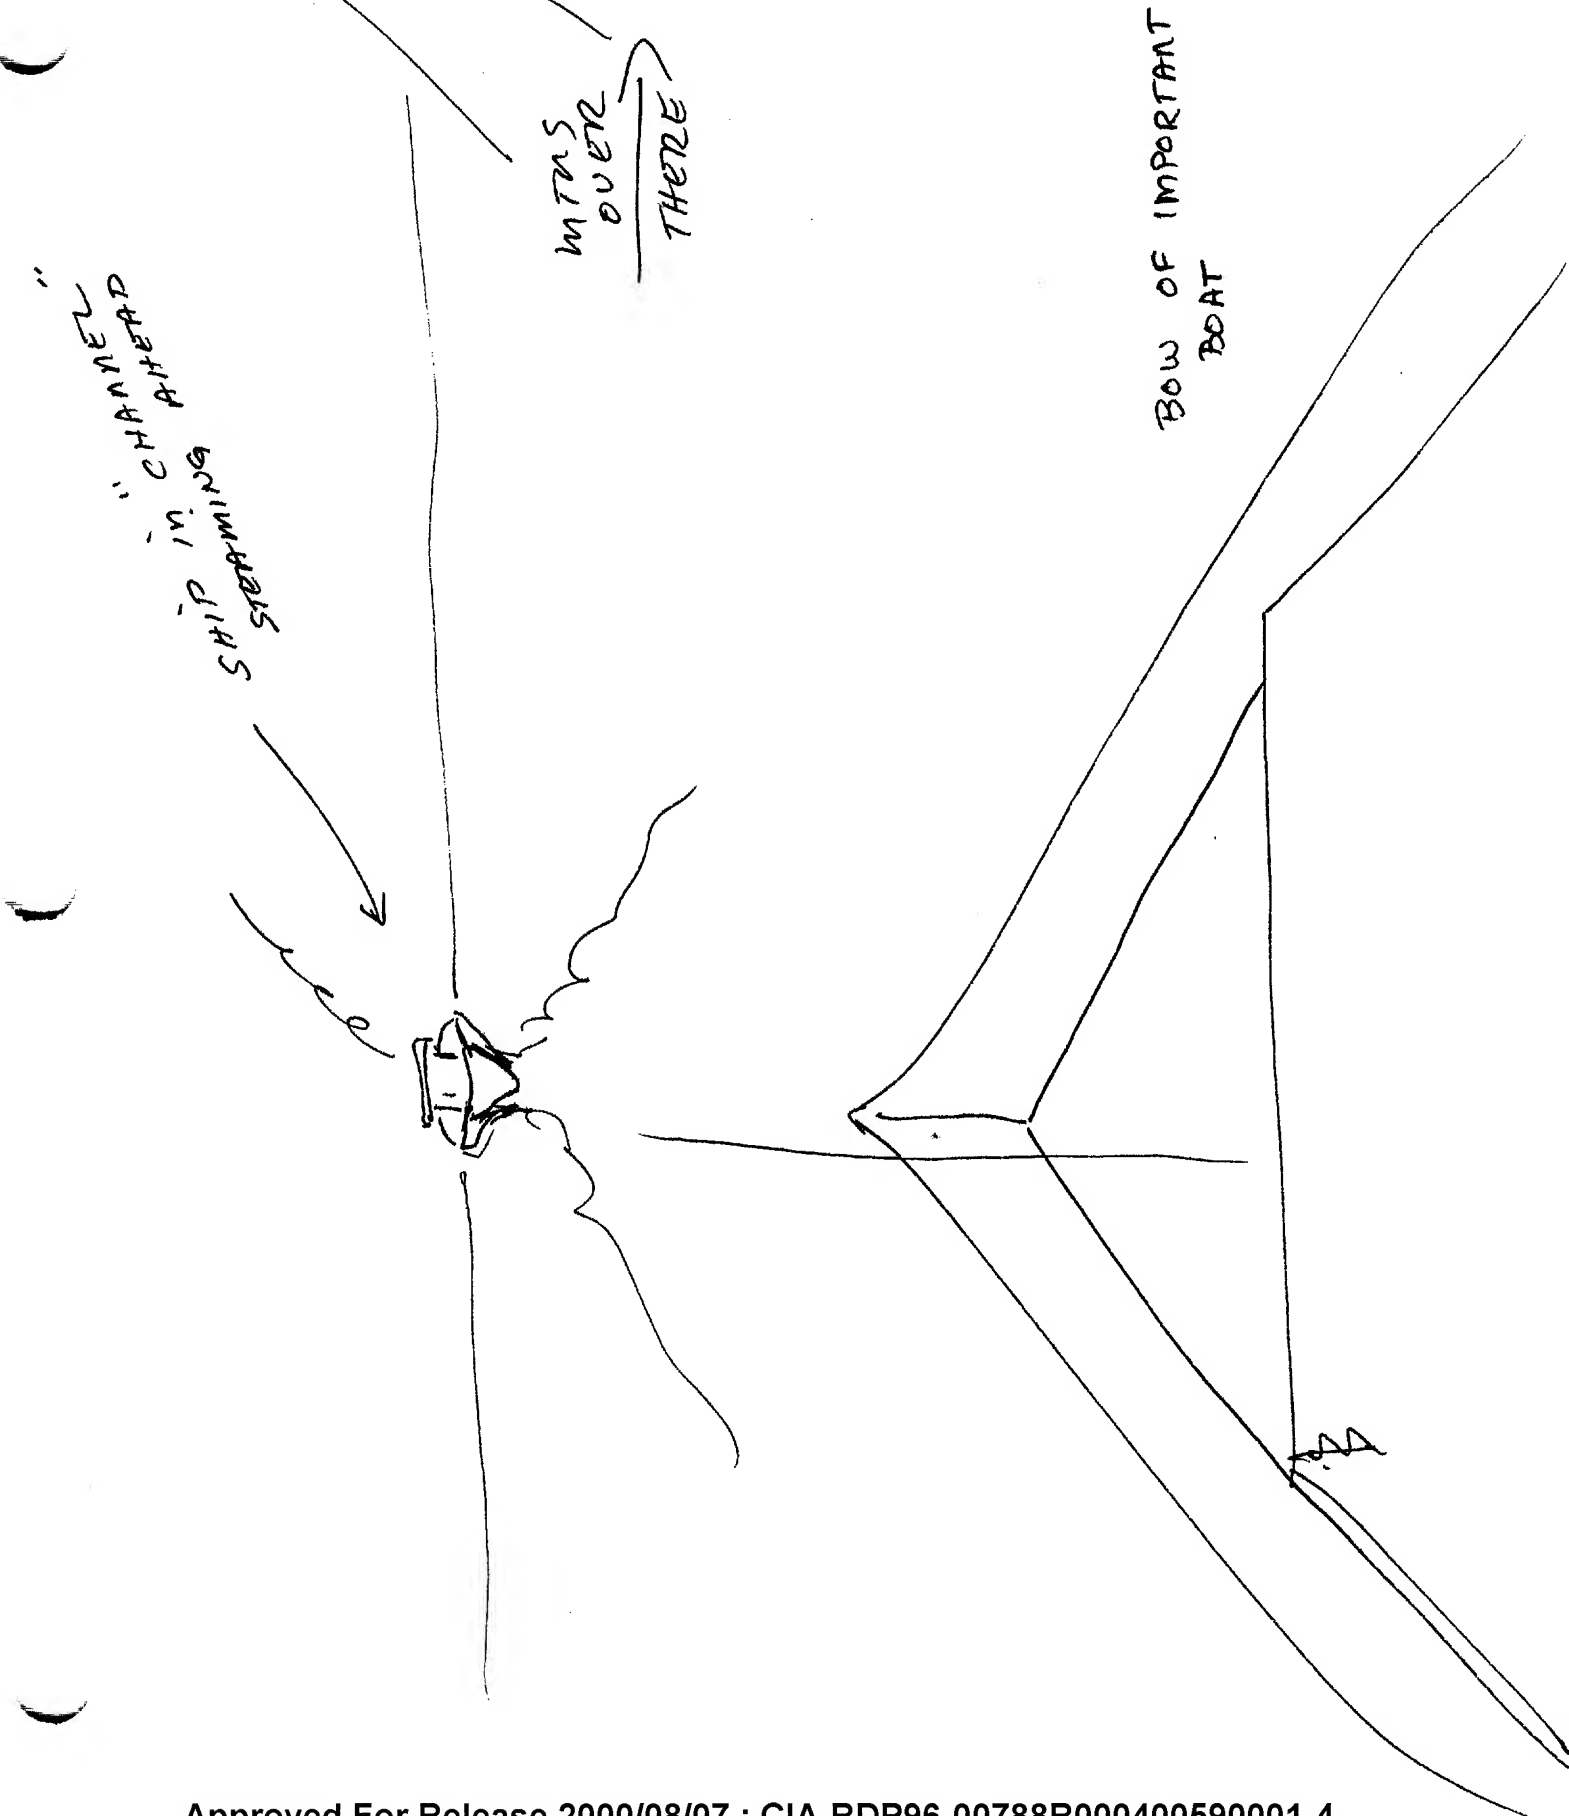 SHIP IN "CHANNEL"
STEAMING AHEAD
MTNS
OVER
THERE
BOW OF IMPORTANT
BOAT
Approved For Release 2000/08/07 : CIA-RDP96-00788R000400590001-4